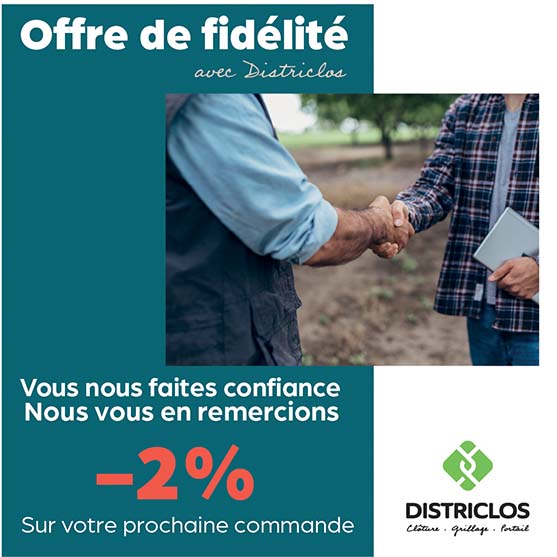 Offre de fidélité
avec Districlos
Vous nous faites confiance
Nous vous en remercions
–2%
Sur votre prochaine commande
DISTRICLOS
Clôture . Grillage . Portail